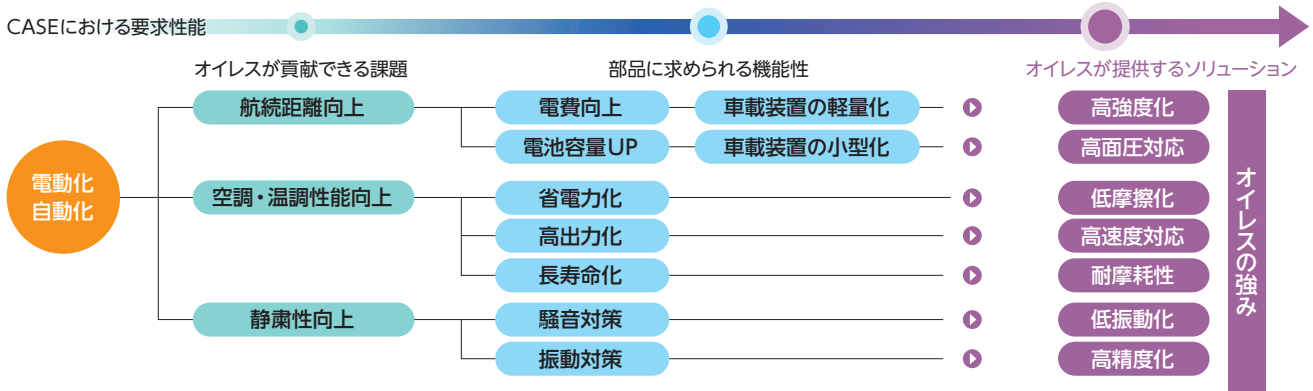 CASEにおける要求性能
オイレスが貢献できる課題
部品に求められる機能性
オイレスが提供するソリューション
電動化
自動化
航続距離向上
電費向上
車載装置の軽量化
高強度化
電池容量UP
車載装置の小型化
高面圧対応
空調・温調性能向上
省電力化
低摩擦化
高出力化
高速度対応
長寿命化
耐摩耗性
静粛性向上
騒音対策
低振動化
振動対策
高精度化
オイレスの強み